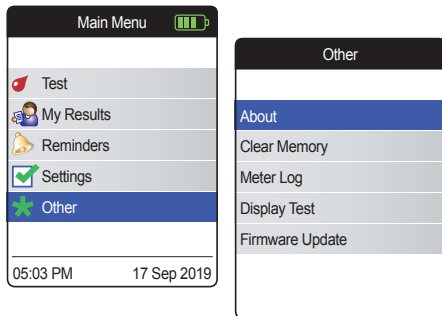 Main Menu
Test
My Results
Reminders
Settings
Other
05:03 PM 17 Sep 2019
Other
About
Clear Memory
Meter Log
Display Test
Firmware Update